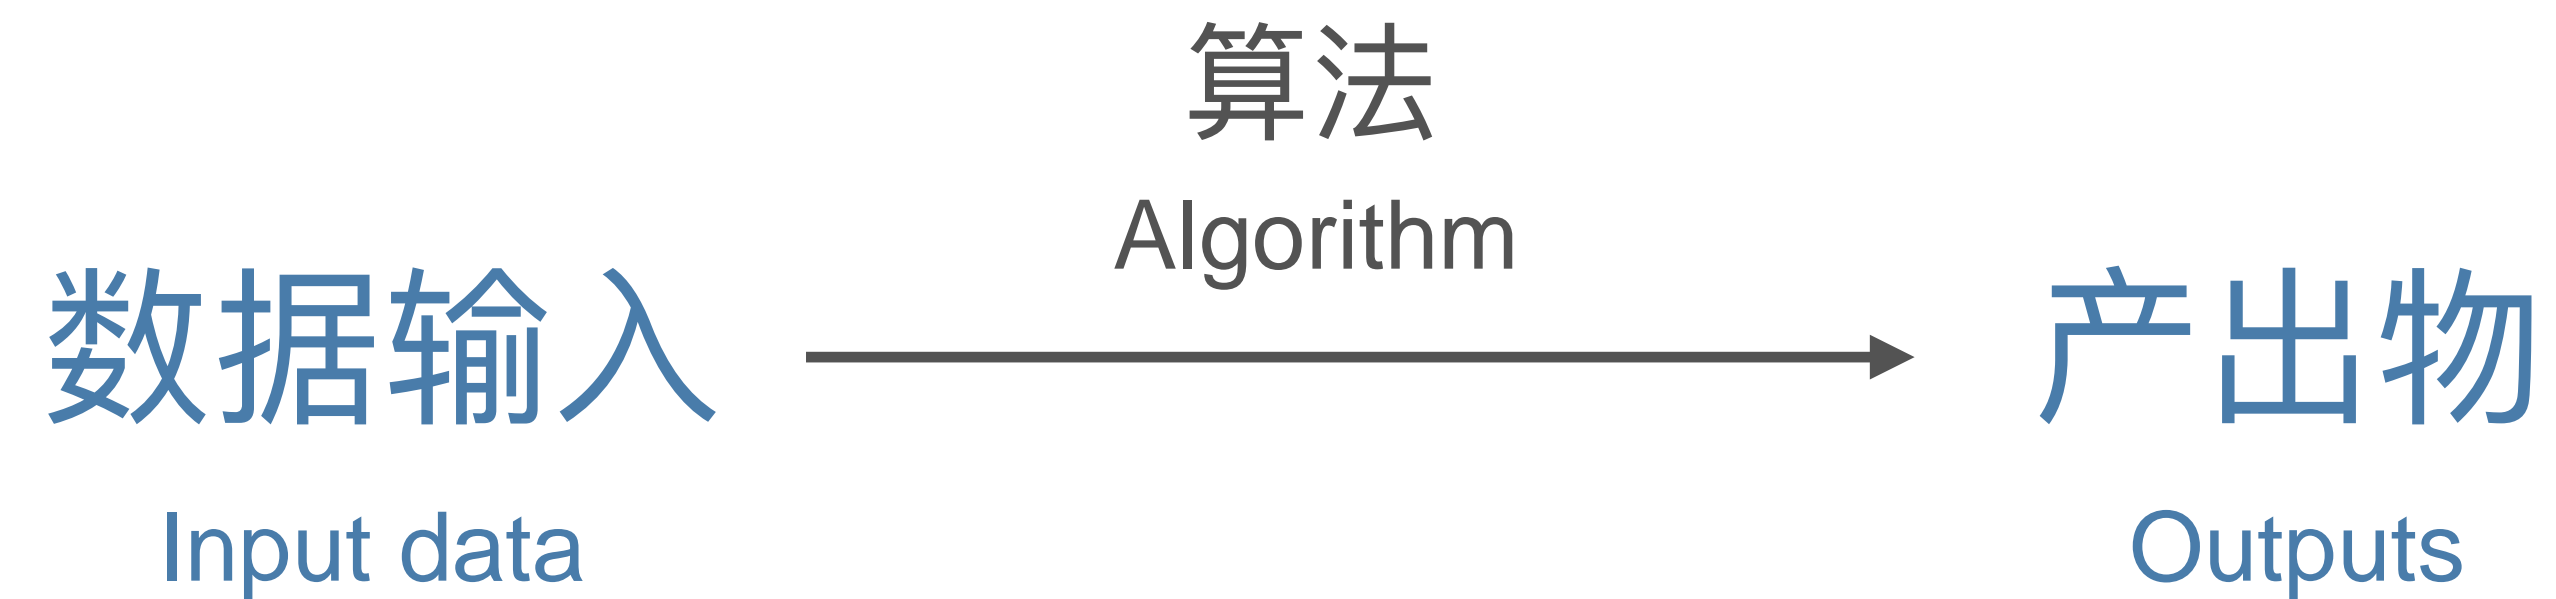 算法
Algorithm
数据输入
Input data
产出物
Outputs